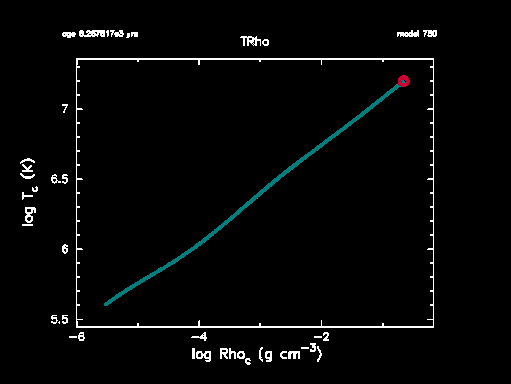 age 6.267817e3 yrs model 750
TRho
log T_c (K)
7
6.5
6
5.5
-6 -4 -2
log Rho_c (g cm^-3)